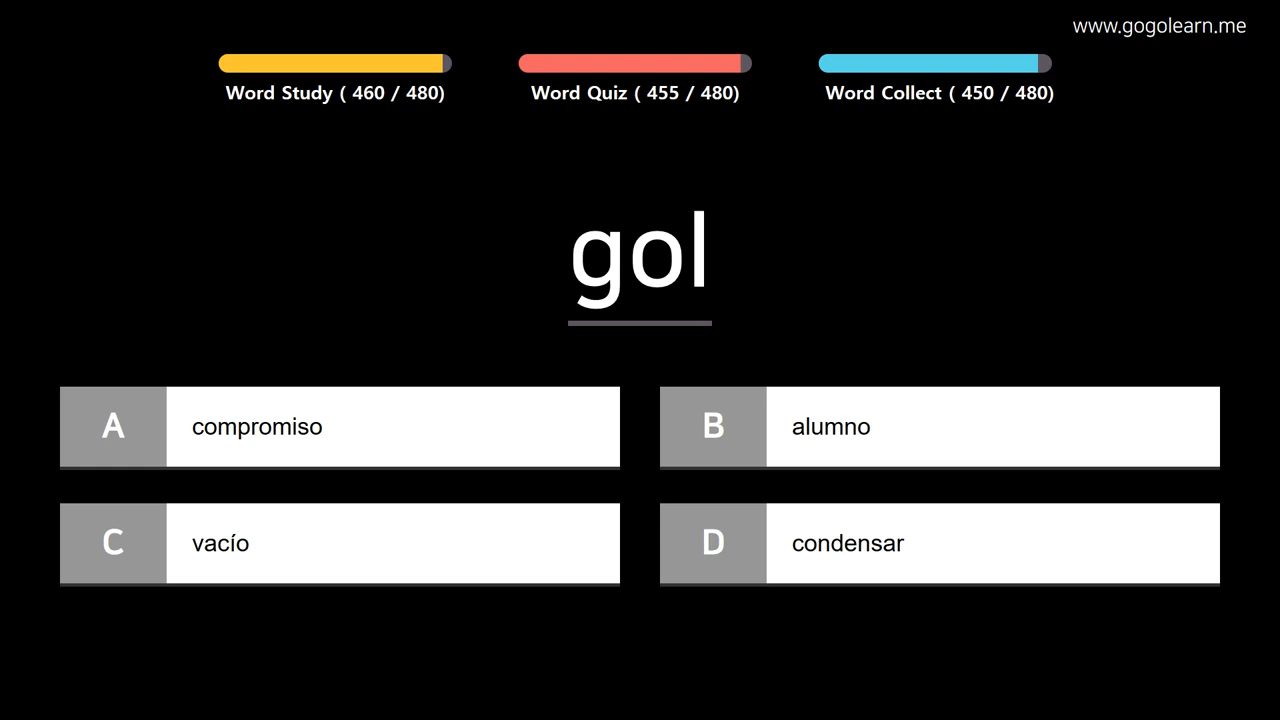 www.gogolearn.me
Word Study ( 460 / 480)
Word Quiz ( 455 / 480)
Word Collect ( 450 / 480)
gol
A compromiso
B alumno
C vacío
D condensar